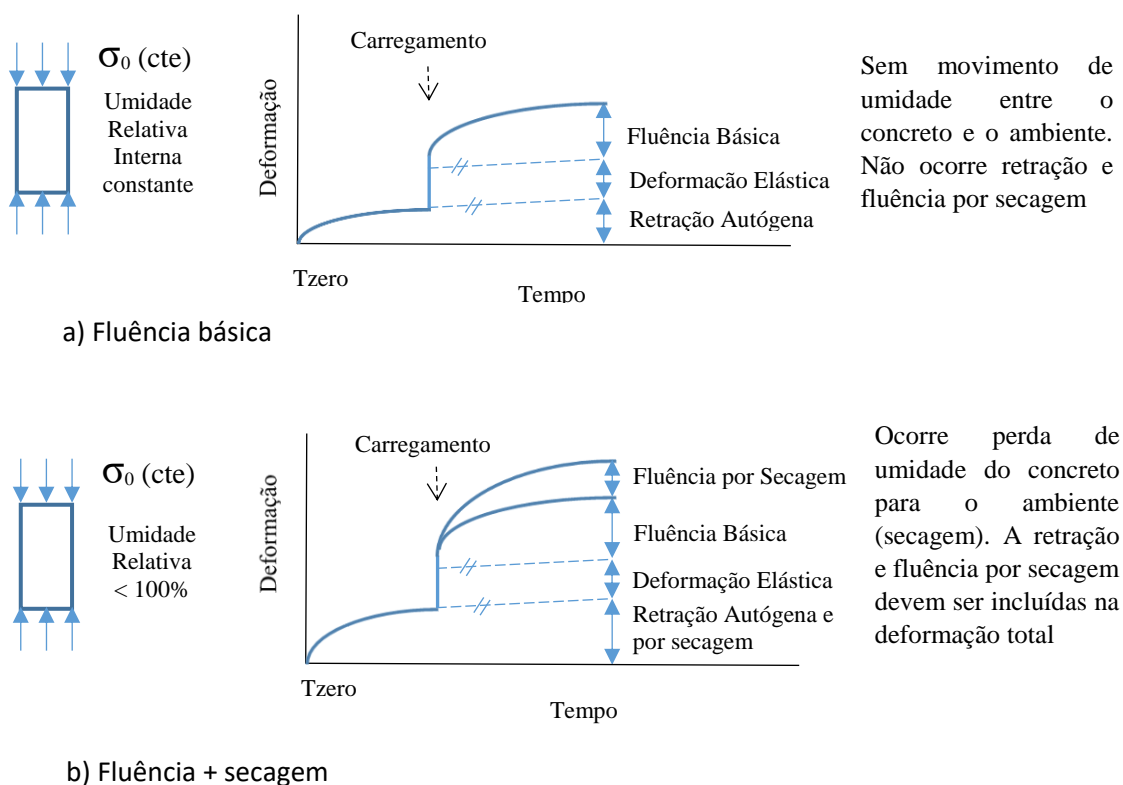 σ₀ (cte)
Umidade
Relativa
Interna
constante
Deformação
Carregamento
Fluência Básica
Deformacão Elástica
Retração Autógena
Tzero
Tempo
Sem movimento de
umidade entre o
concreto e o ambiente.
Não ocorre retração e
fluência por secagem
a) Fluência básica
σ₀ (cte)
Umidade
Relativa
< 100%
Deformação
Carregamento
Fluência por Secagem
Fluência Básica
Deformação Elástica
Retração Autógena e
por secagem
Tzero
Tempo
Ocorre perda de
umidade do concreto
para o ambiente
(secagem). A retração
e fluência por secagem
devem ser incluídas na
deformação total
b) Fluência + secagem